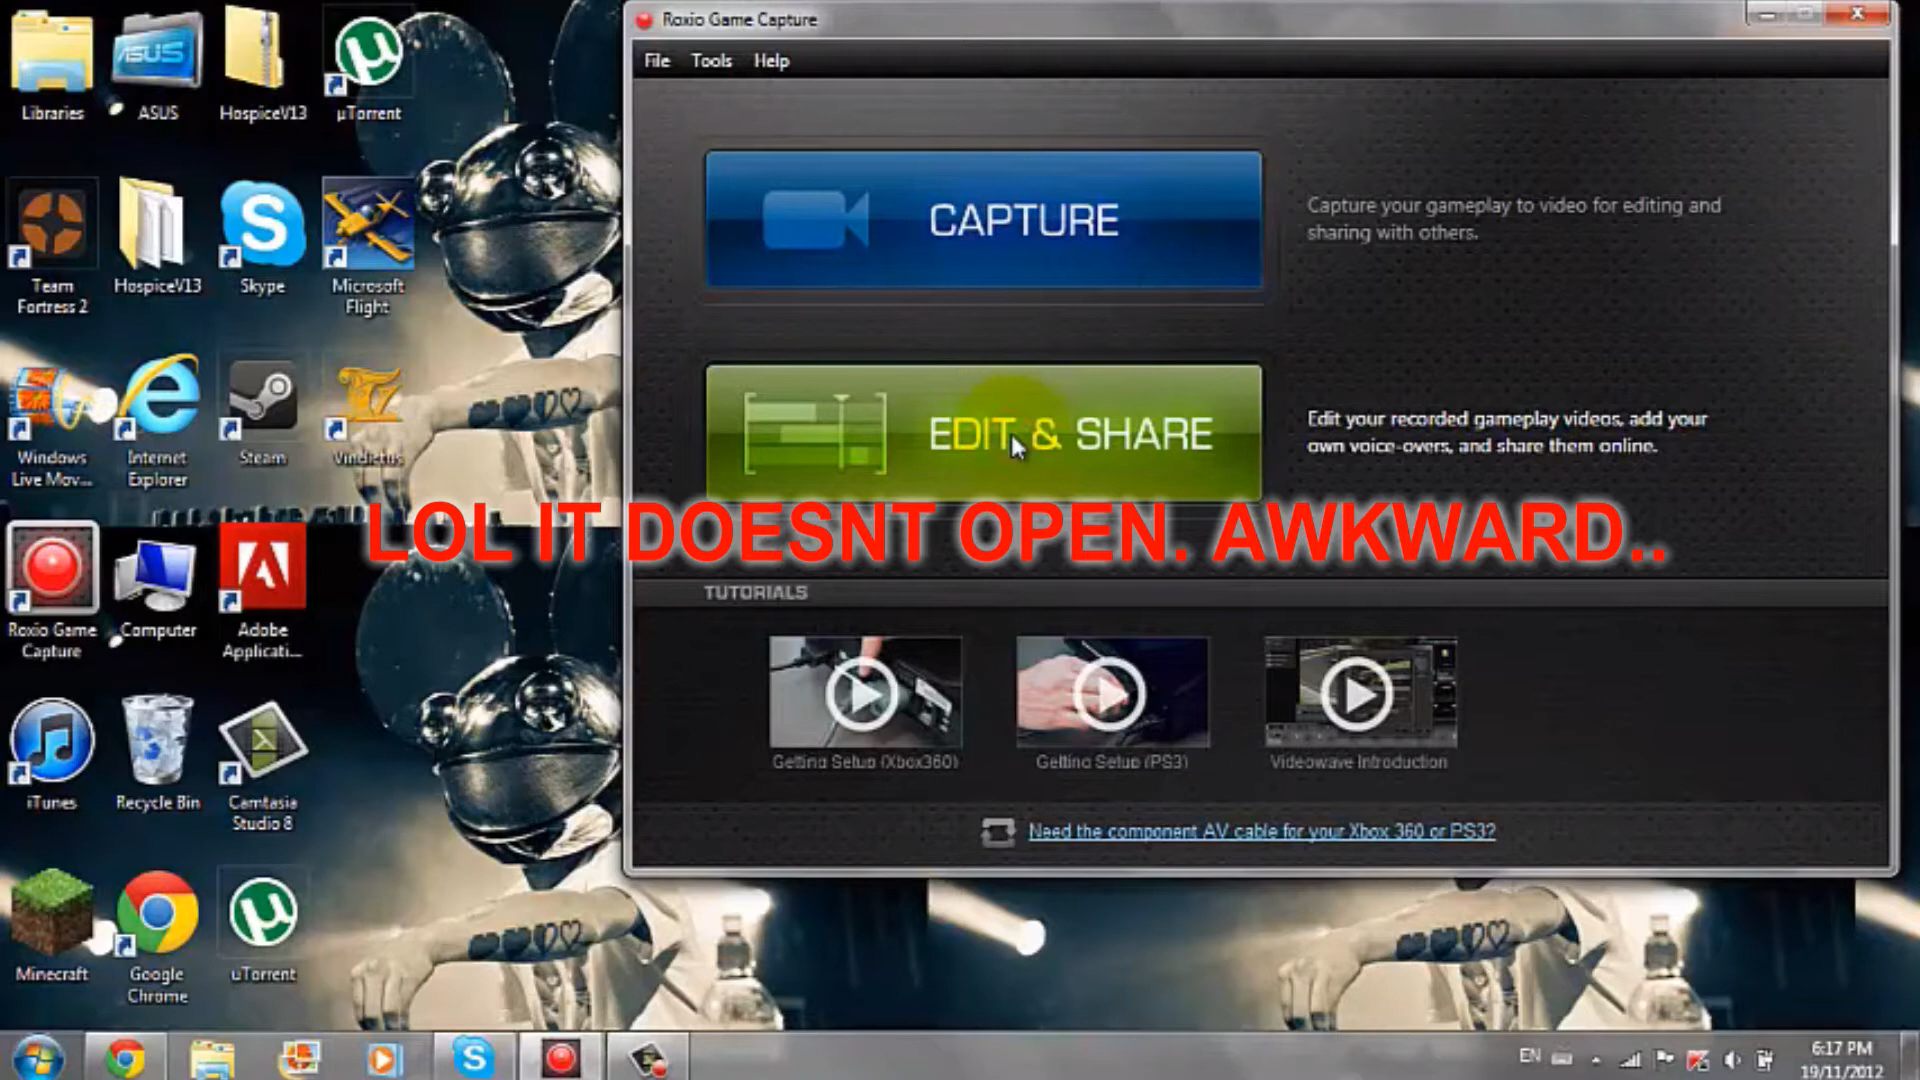 Roxio Game Capture
File Tools Help
Libraries
ASUS
ASUS
HospiceV13
µTorrent
Team
Fortress 2
HospiceV13
Skype
Microsoft
Flight
Windows
Live Mov...
Internet
Explorer
Steam
Vindictus
Roxio Game
Capture
Computer
Adobe
Applicati...
iTunes
Recycle Bin
Camtasia
Studio 8
Minecraft
Google
Chrome
uTorrent
CAPTURE
Capture your gameplay to video for editing and
sharing with others.
EDIT & SHARE
Edit your recorded gameplay videos, add your
own voice-overs, and share them online.
LOL IT DOESNT OPEN. AWKWARD..
TUTORIALS
Getting Setup (Xbox360)
Getting Setup (PS3)
Videowave Introduction
Need the component AV cable for your Xbox 360 or PS3?
EN
6:17 PM
19/11/2012